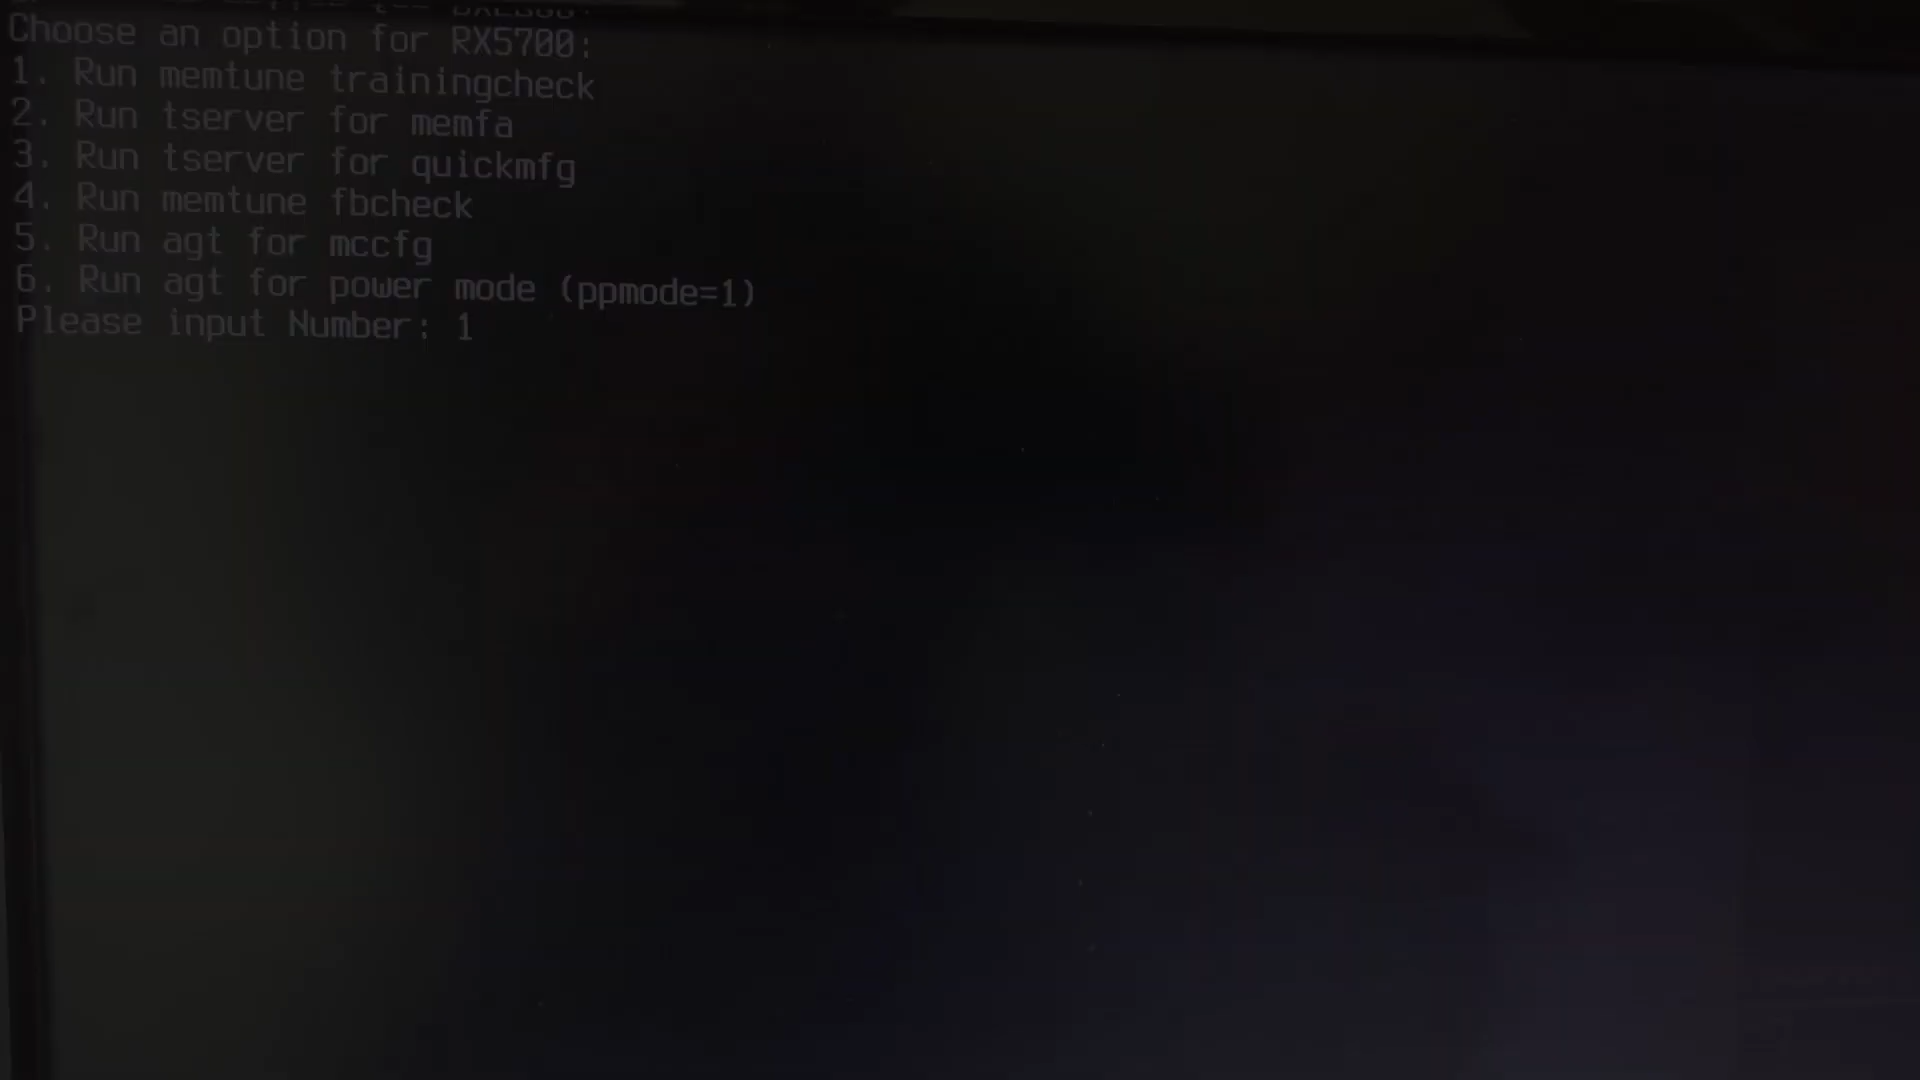 Choose an option for RX5700:
1. Run memtune trainingcheck
2. Run tserver for memfa
3. Run tserver for quickmfg
4. Run memtune fbcheck
5. Run agt for mccfg
6. Run agt for power mode (ppmode=1)
Please input Number: 1